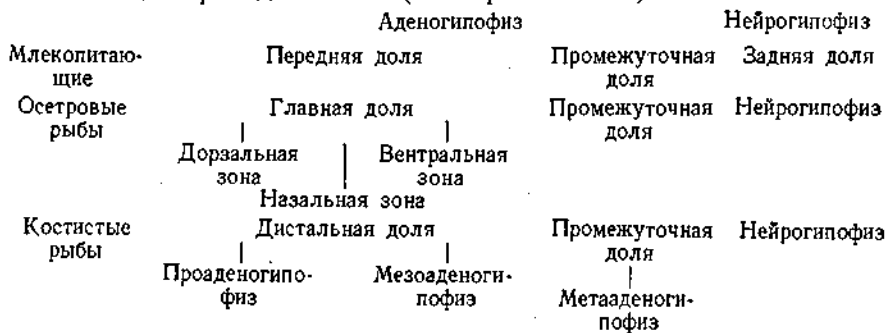 Аденогипофиз Нейрогипофиз
Млекопитаю- Передняя доля Промежуточная Задняя доля
щие доля
Осетровые Главная доля Промежуточная Нейрогипофиз
рыбы доля
Дорзальная Вентральная
зона зона
Назальная зона
Костистые Дистальная доля Промежуточная Нейрогипофиз
рыбы доля
Проаденогипо- Мезоаденоги-
физ пофиз Метааденоги-
пофиз